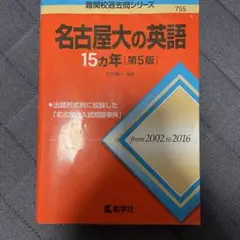 難関校過去問シリーズ
755
名古屋大の英語
15カ年[第5版]
●出題形式別に収録した
「名古屋大入試問題事典」
from 2002 to 2016
教学社